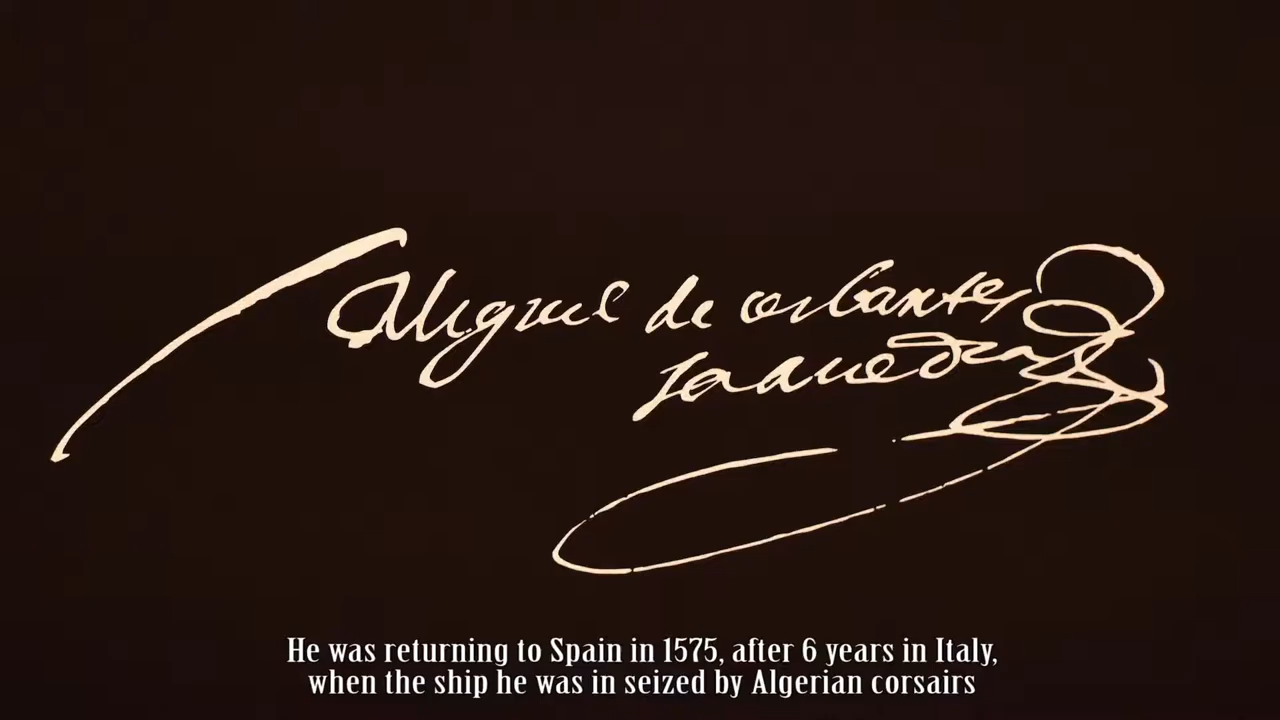 Miguel de cerbantes
saauedra
He was returning to Spain in 1575, after 6 years in Italy,
when the ship he was in seized by Algerian corsairs